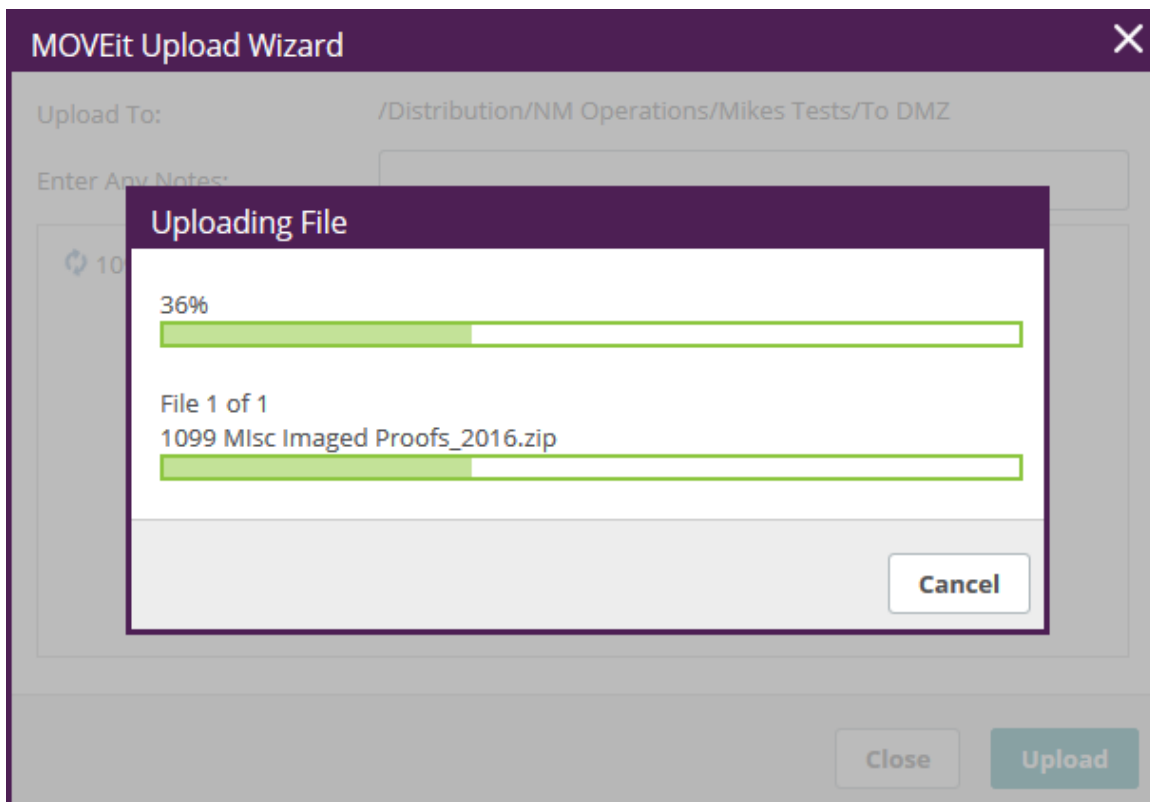 MOVEit Upload Wizard
Upload To: /Distribution/NM Operations/Mikes Tests/To DMZ
Enter Any Notes:
Uploading File
36%
File 1 of 1
1099 MIsc Imaged Proofs_2016.zip
Cancel
Close Upload